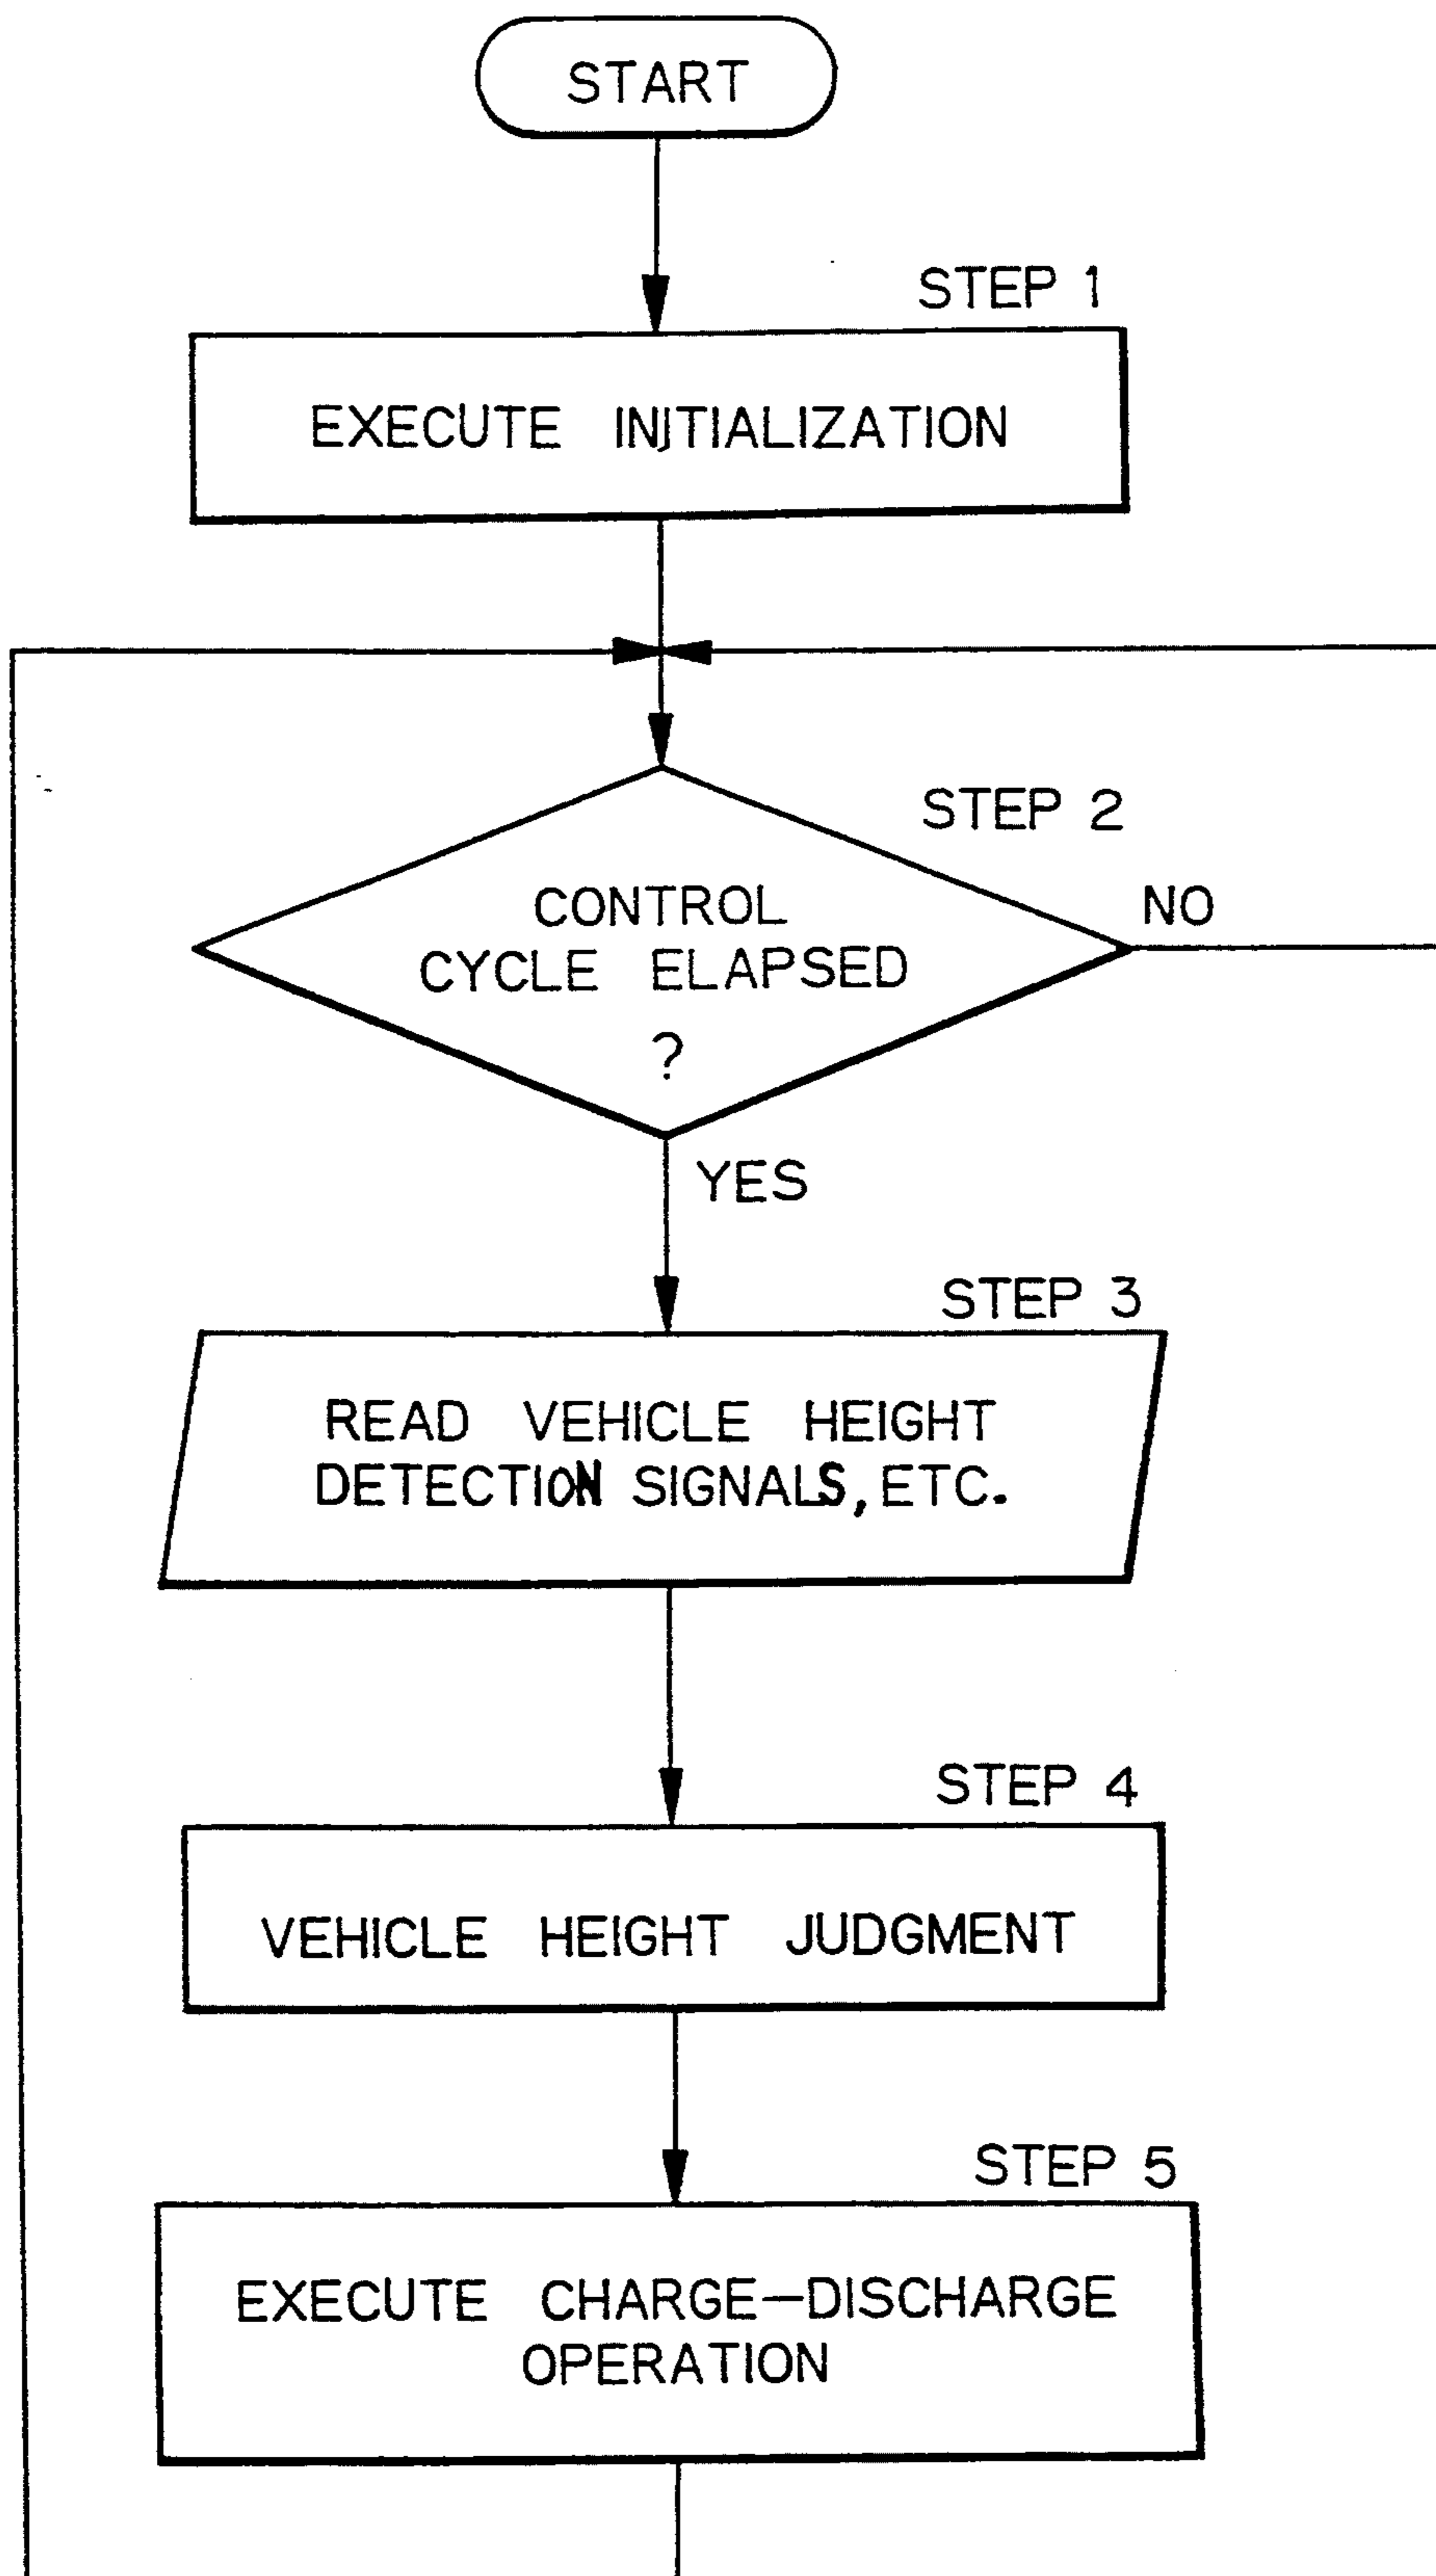 START
STEP 1
EXECUTE INITIALIZATION
STEP 2
CONTROL
CYCLE ELAPSED
?
NO
YES
STEP 3
READ VEHICLE HEIGHT
DETECTION SIGNALS, ETC.
STEP 4
VEHICLE HEIGHT JUDGMENT
STEP 5
EXECUTE CHARGE-DISCHARGE
OPERATION